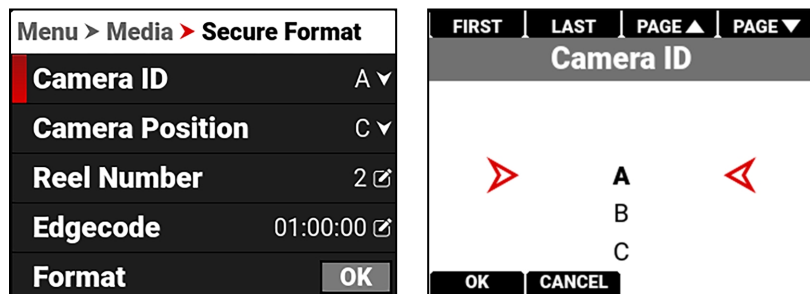 Menu > Media > Secure Format
Camera ID A
Camera Position C
Reel Number 2
Edgecode 01:00:00
Format OK
FIRST LAST PAGE▲ PAGE▼
Camera ID
A
B
C
OK CANCEL